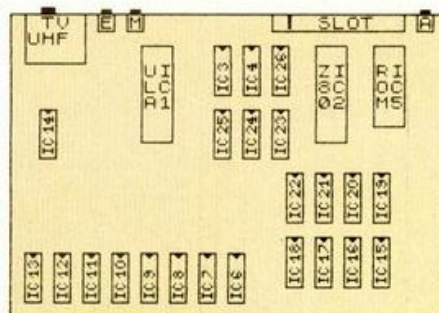 TV
UHF
E
M
SLOT
A
ULA
IC1
IC3
IC4
IC26
Z80
IC2
ROM
IC5
IC14
IC25
IC24
IC23
IC22
IC21
IC20
IC19
IC18
IC17
IC16
IC15
IC13
IC12
IC11
IC10
IC9
IC8
IC7
IC6